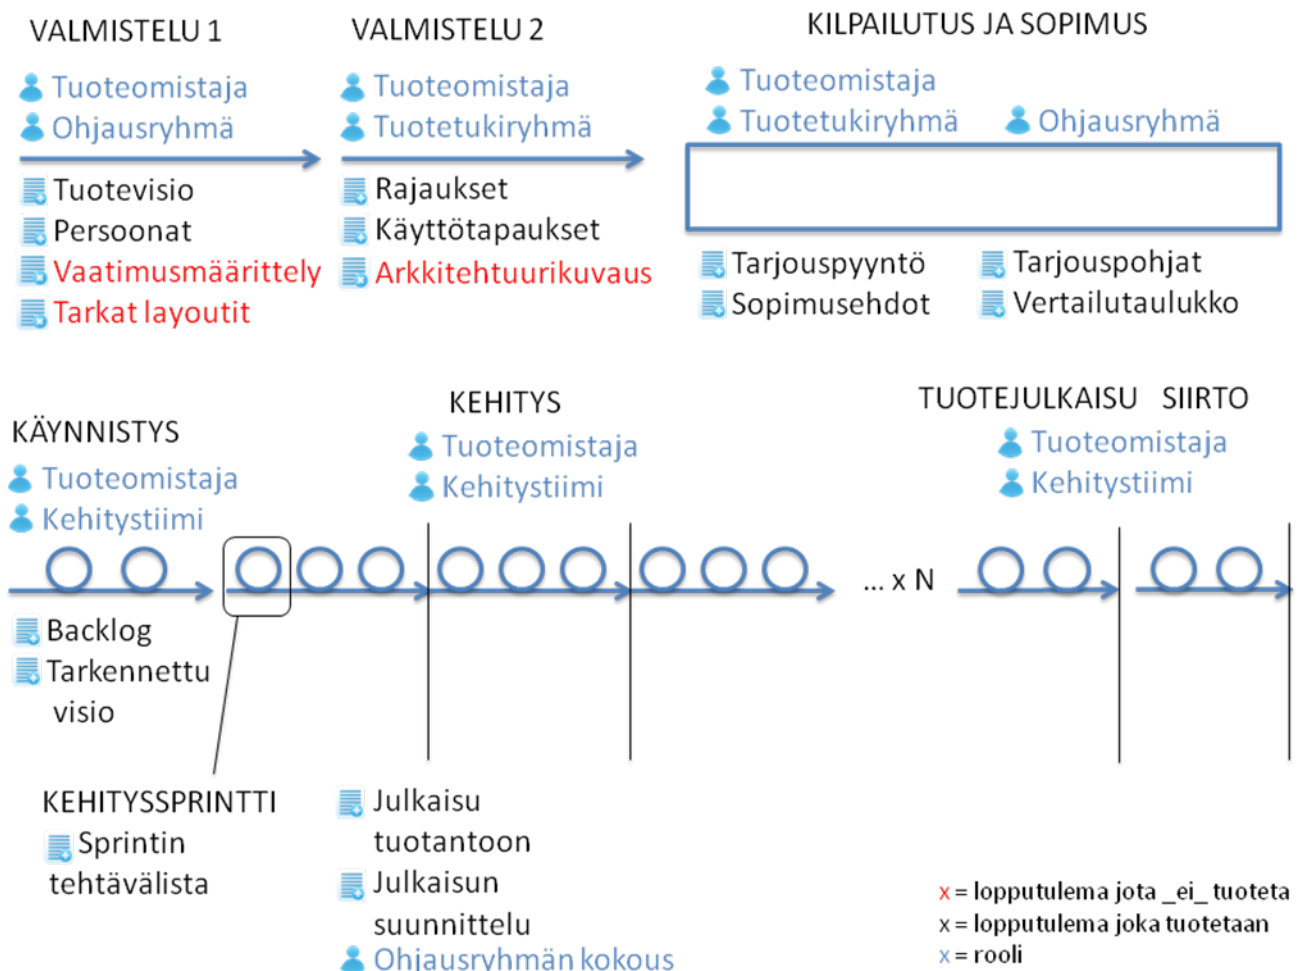 VALMISTELU 1
Tuoteomistaja
Ohjausryhmä
Tuotevisio
Persoonat
Vaatimusmäärittely
Tarkat layoutit
VALMISTELU 2
Tuoteomistaja
Tuotetukiryhmä
Rajaukset
Käyttötapaukset
Arkkitehtuurikuvaus
KILPAILUTUS JA SOPIMUS
Tuoteomistaja
Tuotetukiryhmä
Ohjausryhmä
Tarjouspyyntö
Sopimusehdot
Tarjouspohjat
Vertailutaulukko
KÄYNNISTYS
Tuoteomistaja
Kehitystiimi
Backlog
Tarkennettu
visio
KEHITYS
Tuoteomistaja
Kehitystiimi
... x N
TUOTEJULKAISU SIIRTO
Tuoteomistaja
Kehitystiimi
KEHITYSSPRINTTI
Sprintin
tehtävälista
Julkaisu
tuotantoon
Julkaisun
suunnittelu
Ohjausryhmän kokous
x = lopputulema jota _ei_ tuoteta
x = lopputulema joka tuotetaan
x = rooli